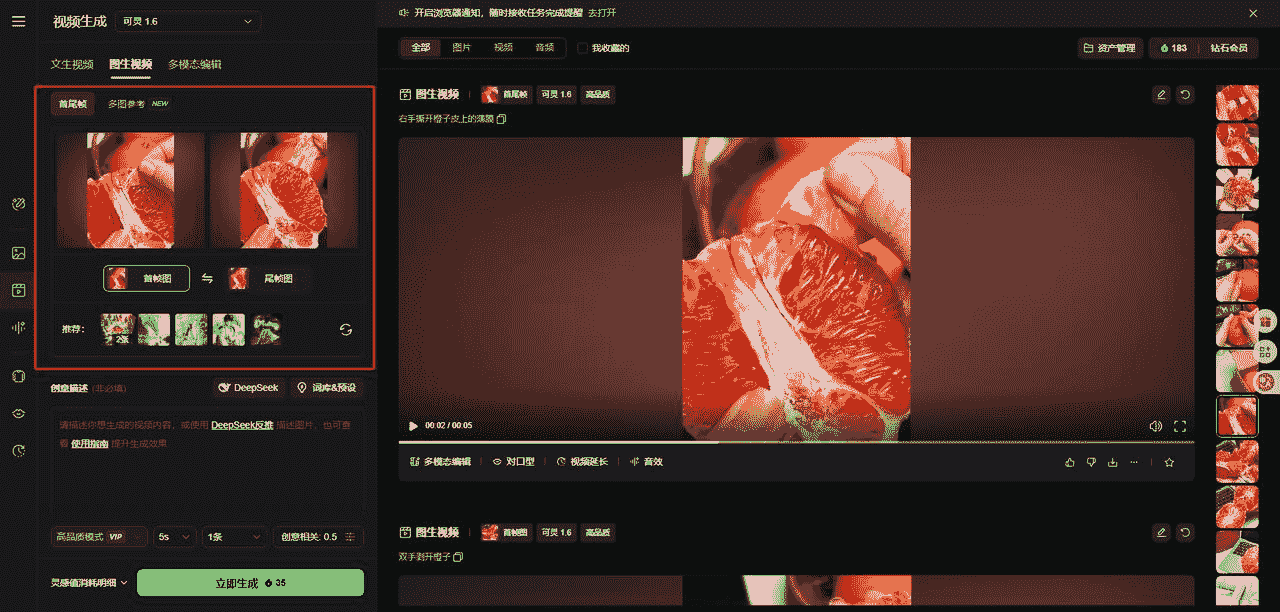 视频生成 可灵 1.6
开启浏览器通知，随时接收任务完成提醒 去打开
文生视频 图生视频 多模态编辑
全部 图片 视频 音频 我收藏的 资产管理 183 钻石会员
首尾帧 多图参考 NEW
图生视频 首尾帧 可灵 1.6 高品质
右手撕开橙子皮上的薄膜
首帧图 尾帧图
推荐：
创意描述 (非必填) DeepSeek 词库&预设
请描述你想生成的视频内容，或使用 DeepSeek反推 描述图片，也可查
看 使用指南 提升生成效果
00:02 / 00:05
多模态编辑 对口型 视频延长 音效
高品质模式 VIP 5s 1条 创意相关: 0.5
灵感值消耗明细 立即生成 35
图生视频 首帧图 可灵 1.6 高品质
双手剥开橙子